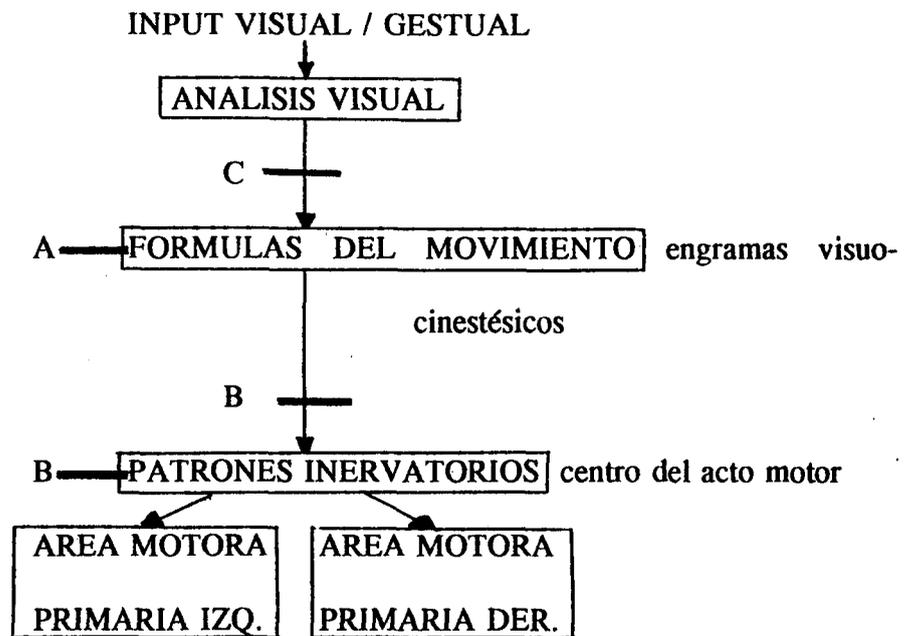 INPUT VISUAL / GESTUAL
ANALISIS VISUAL
C
A FORMULAS DEL MOVIMIENTO engramas visuo-
cinestésicos
B
B PATRONES INERVATORIOS centro del acto motor
AREA MOTORA AREA MOTORA
PRIMARIA IZQ. PRIMARIA DER.